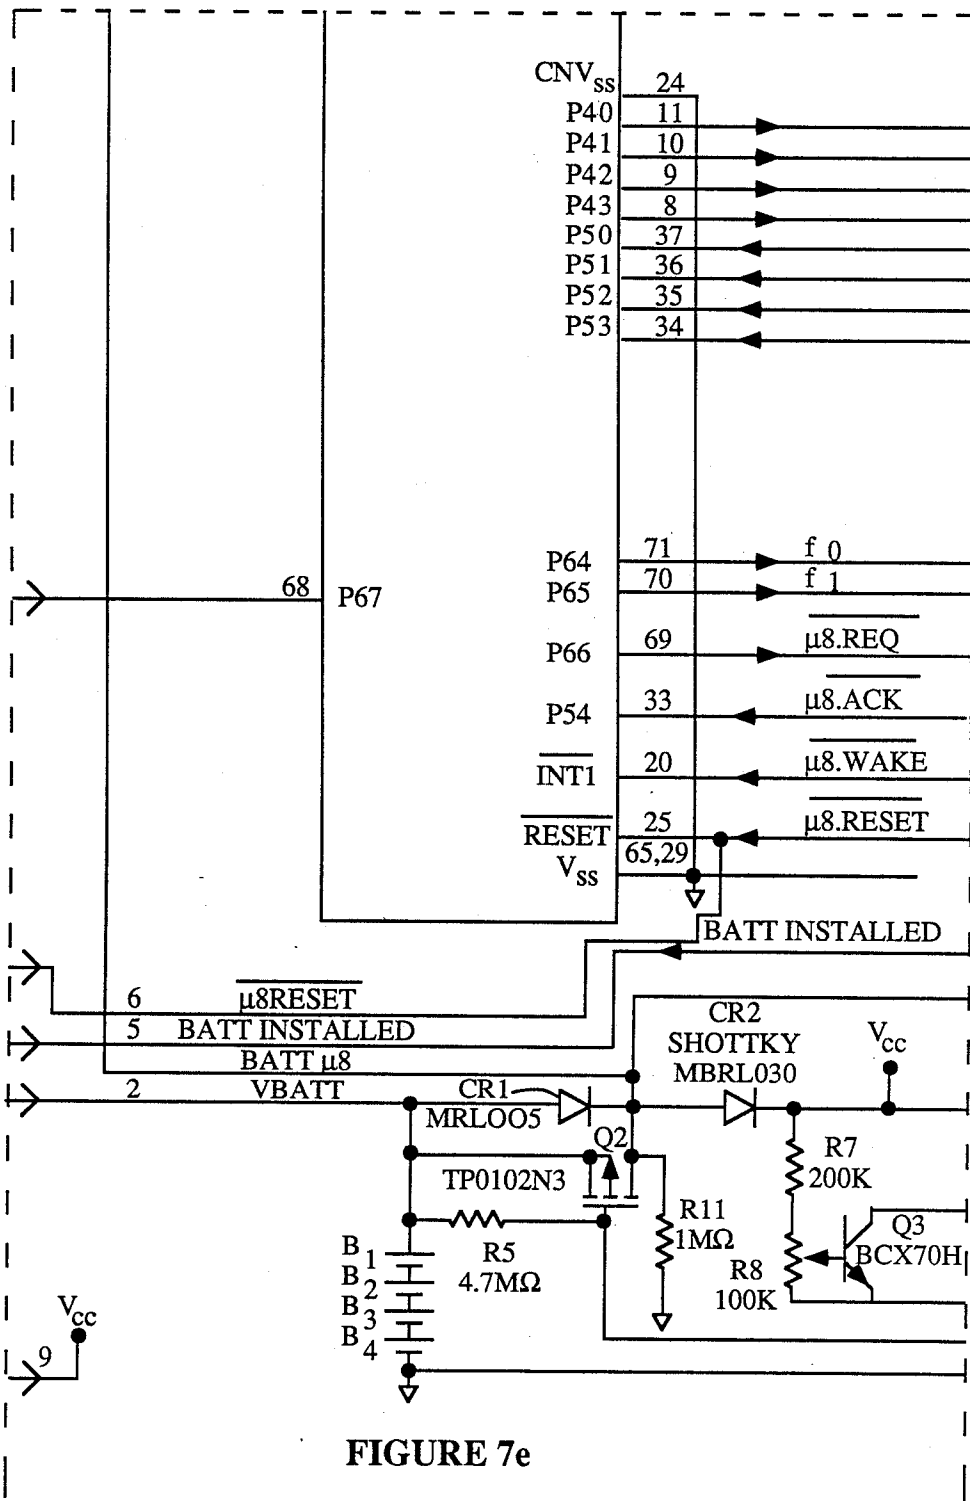 CNVSS 24
P40 11
P41 10
P42 9
P43 8
P50 37
P51 36
P52 35
P53 34
P64 71 f0
68 P67 P65 70 f1
P66 69 μ8.REQ
P54 33 μ8.ACK
INT1 20 μ8.WAKE
RESET 25 μ8.RESET
VSS 65,29
BATT INSTALLED
6 μ8RESET
5 BATT INSTALLED
BATT μ8
2 VBATT
CR1
MRLOO5
CR2
SHOTTKY
MBRL030
VCC
Q2
TP0102N3
R7
200K
R11
1MΩ
R5
4.7MΩ
Q3
BCX70H
R8
100K
B1
B2
B3
B4
VCC
9
FIGURE 7e